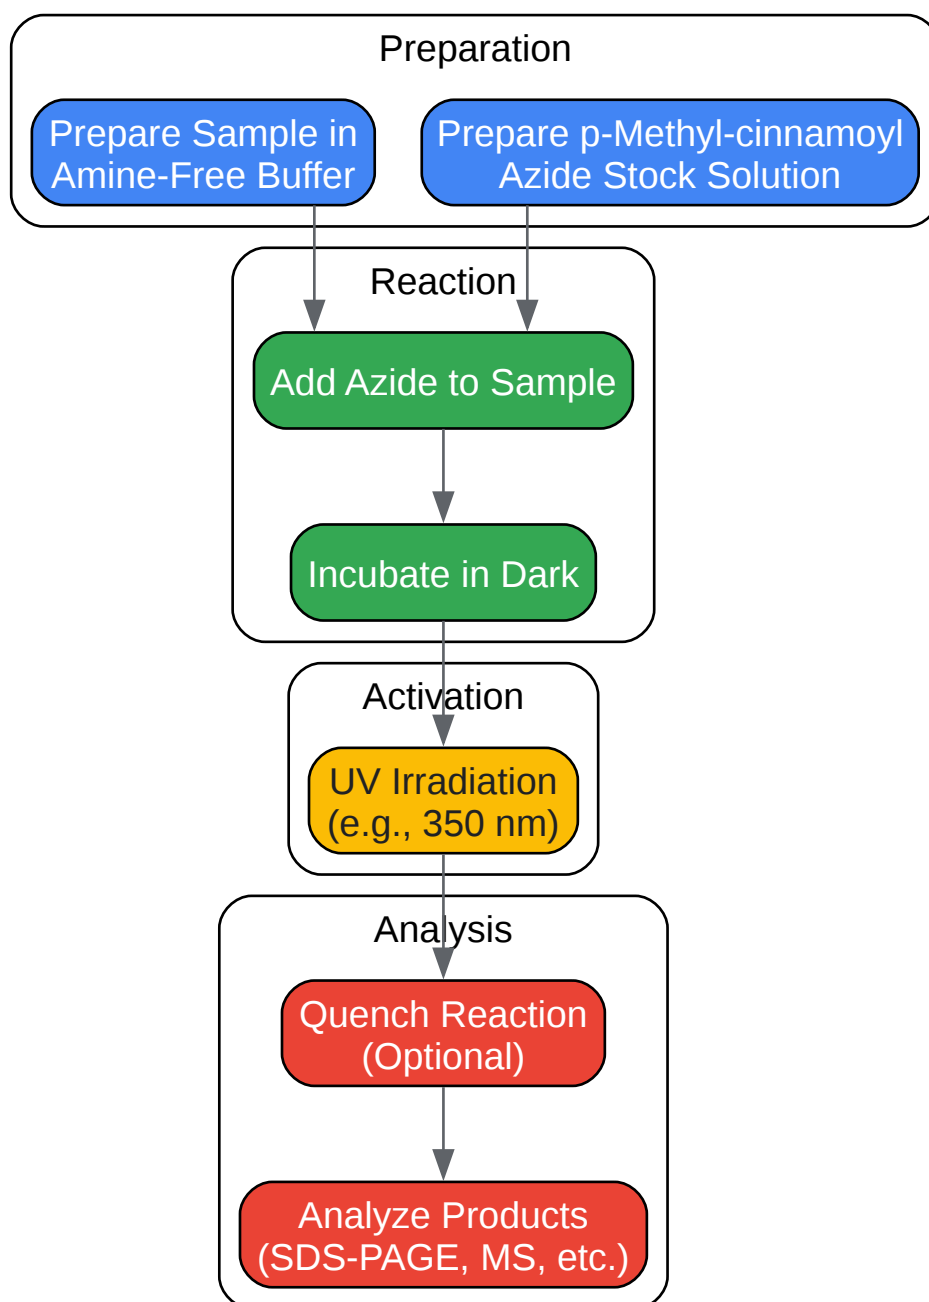 Preparation
Prepare Sample in
Amine-Free Buffer
Prepare p-Methyl-cinnamoyl
Azide Stock Solution
Reaction
Add Azide to Sample
Incubate in Dark
Activation
UV Irradiation
(e.g., 350 nm)
Analysis
Quench Reaction
(Optional)
Analyze Products
(SDS-PAGE, MS, etc.)